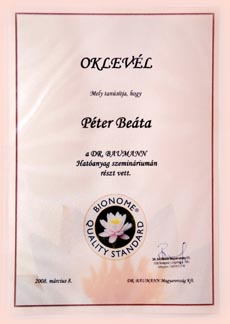 OKLEVÉL
Mely tanúsítja, hogy
Péter Beáta
a DR. BAUMANN
Hatóanyag szemináriumán
részt vett.
BIONOME®
QUALITY STANDARD
2008. március 8.
DR. BAUMANN Magyarország Kft.